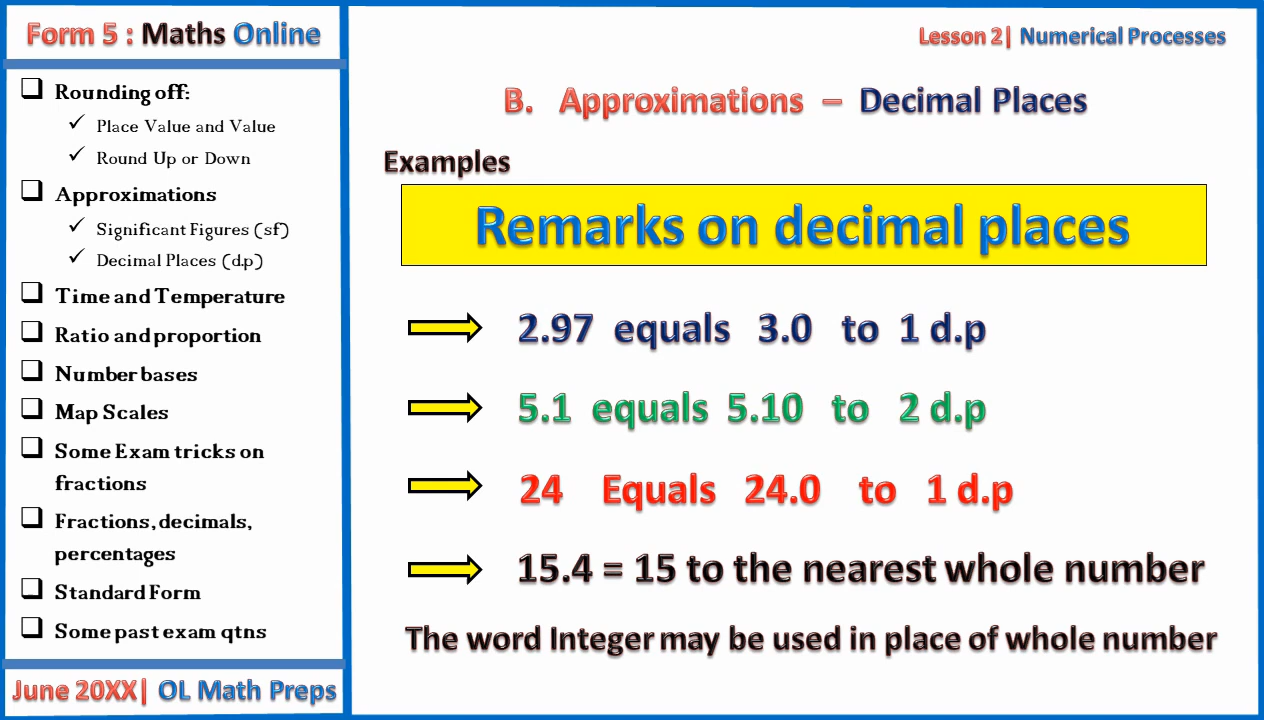 Form 5 : Maths Online
Rounding off:
Place Value and Value
Round Up or Down
Approximations
Significant Figures (sf)
Decimal Places (d.p)
Time and Temperature
Ratio and proportion
Number bases
Map Scales
Some Exam tricks on
fractions
Fractions, decimals,
percentages
Standard Form
Some past exam qtns
June 20XX| OL Math Preps
Lesson 2| Numerical Processes
B. Approximations – Decimal Places
Examples
Remarks on decimal places
2.97 equals 3.0 to 1 d.p
5.1 equals 5.10 to 2 d.p
24 Equals 24.0 to 1 d.p
15.4 = 15 to the nearest whole number
The word Integer may be used in place of whole number